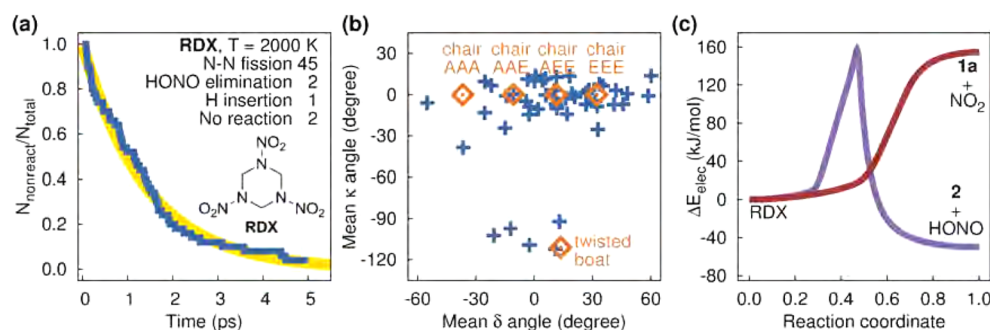 (a)
N_nonreact/N_total
1.0
0.8
0.6
0.4
0.2
0.0
RDX, T = 2000 K
N-N fission 45
HONO elimination 2
H insertion 1
No reaction 2
NO₂
N
N
N
O₂N
NO₂
RDX
0
1
2
3
4
5
Time (ps)
(b)
Mean κ angle (degree)
30
0
-30
-60
-90
-120
chair chair chair chair
AAA AAE AEE EEE
twisted
boat
-60
-30
0
30
60
Mean δ angle (degree)
(c)
ΔE_elec (kJ/mol)
160
120
80
40
0
-40
-80
1a
+
NO₂
RDX
2
+
HONO
0.0
0.2
0.4
0.6
0.8
1.0
Reaction coordinate